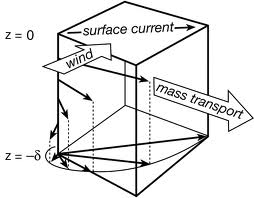 z = 0
surface current
wind
mass transport
z = –δ